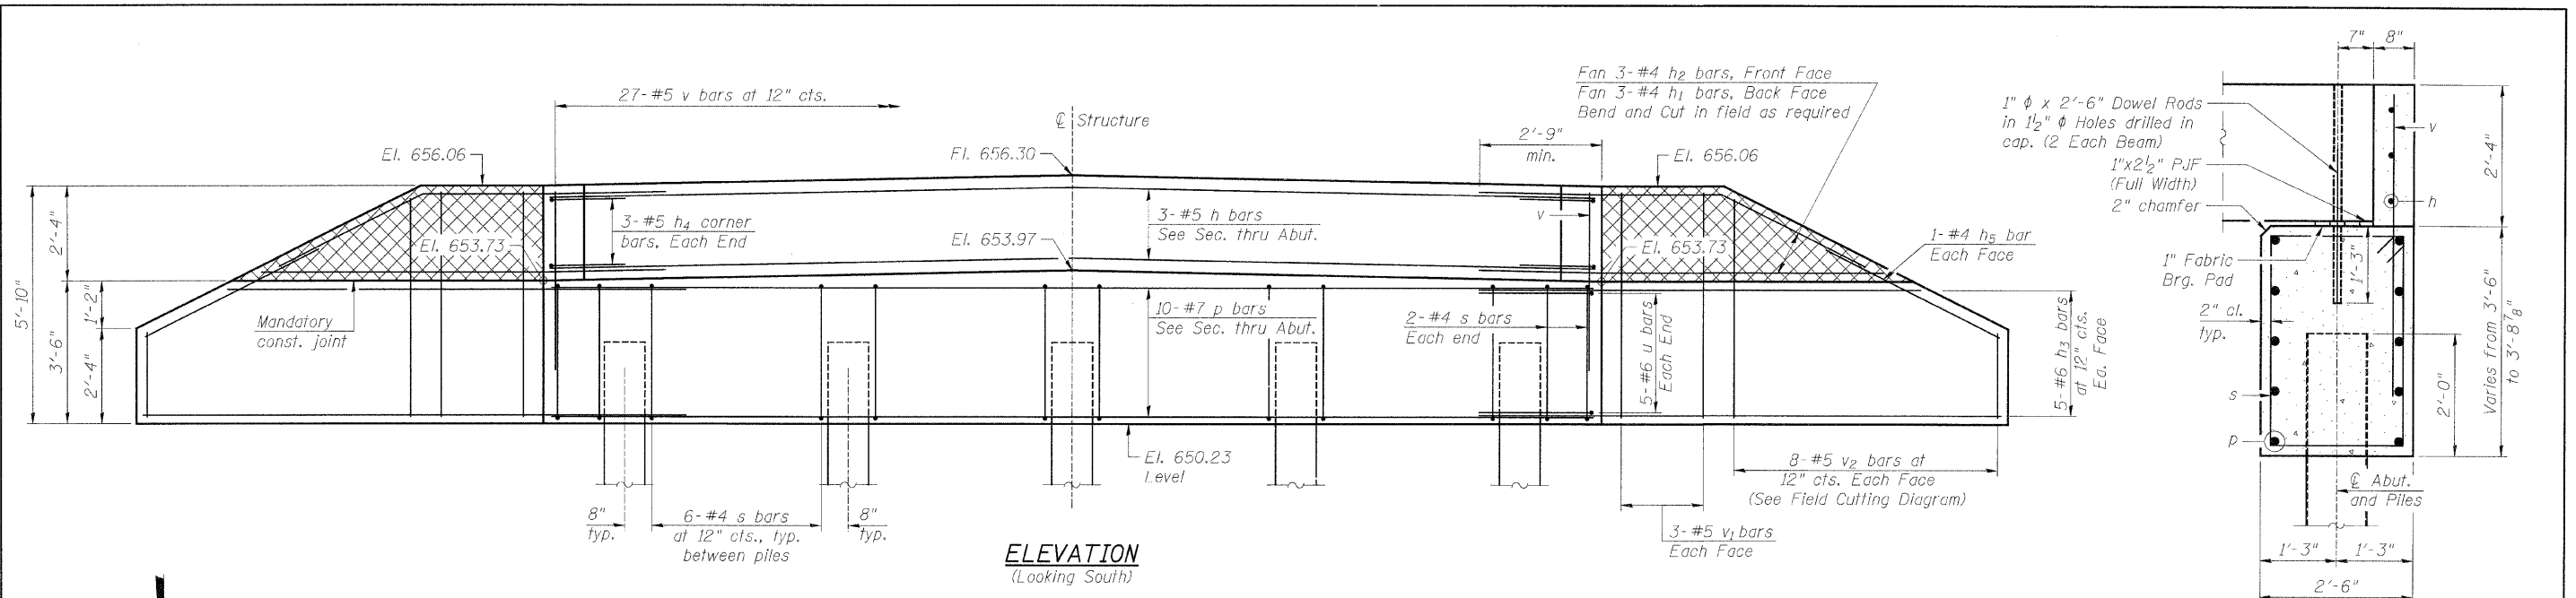 27-#5 v bars at 12" cts.
℄ Structure
El. 656.06
El. 656.30
2'-9"
min.
Fan 3-#4 h2 bars, Front Face
Fan 3-#4 h1 bars, Back Face
Bend and Cut in field as required
El. 656.06
3-#5 h4 corner
bars, Each End
El. 653.73
El. 653.97
3-#5 h bars
See Sec. thru Abut.
v
El. 653.73
1-#4 h5 bar
Each Face
5'-10"
2'-4"
3'-6"
1'-2"
2'-4"
Mandatory
const. joint
10-#7 p bars
See Sec. thru Abut.
2-#4 s bars
Each end
5-#6 u bars
Each End
5-#6 h3 bars
at 12" cts.
Ea. Face
El. 650.23
Level
8"
typ.
6-#4 s bars
at 12" cts., typ.
between piles
8"
typ.
8-#5 v2 bars at
12" cts. Each Face
(See Field Cutting Diagram)
3-#5 v1 bars
Each Face
ELEVATION
(Looking South)
7"
8"
1" ϕ x 2'-6" Dowel Rods
in 1½" ϕ Holes drilled in
cap. (2 Each Beam)
1"x2½" PJF
(Full Width)
2" chamfer
v
2'-4"
h
1" Fabric
Brg. Pad
1'-3"
2" cl.
typ.
s
p
2'-0"
Varies from 3'-6"
to 3'-8⅞"
℄ Abut.
and Piles
1'-3"
1'-3"
2'-6"